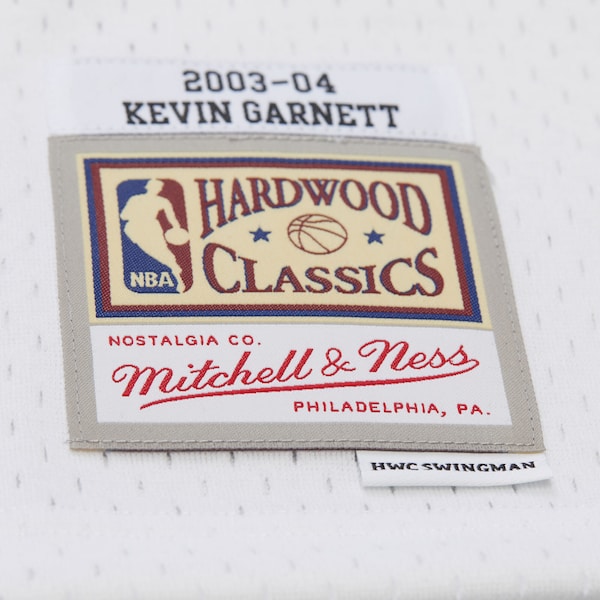 2003-04
KEVIN GARNETT
HARDWOOD
CLASSICS
NBA
NOSTALGIA CO.
Mitchell & Ness
PHILADELPHIA, PA.
HWC SWINGMAN